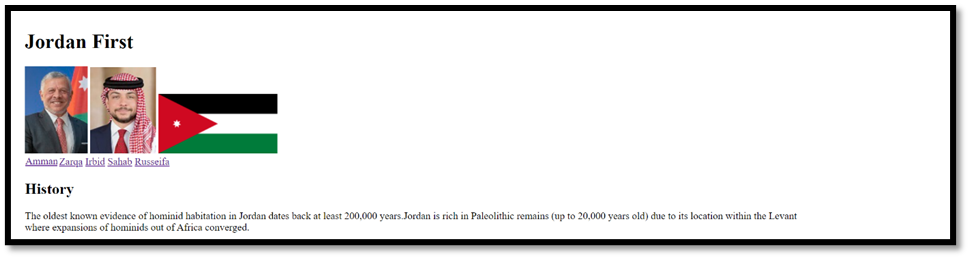 Jordan First
Amman Zarqa Irbid Sahab Russeifa
History
The oldest known evidence of hominid habitation in Jordan dates back at least 200,000 years.Jordan is rich in Paleolithic remains (up to 20,000 years old) due to its location within the Levant
where expansions of hominids out of Africa converged.